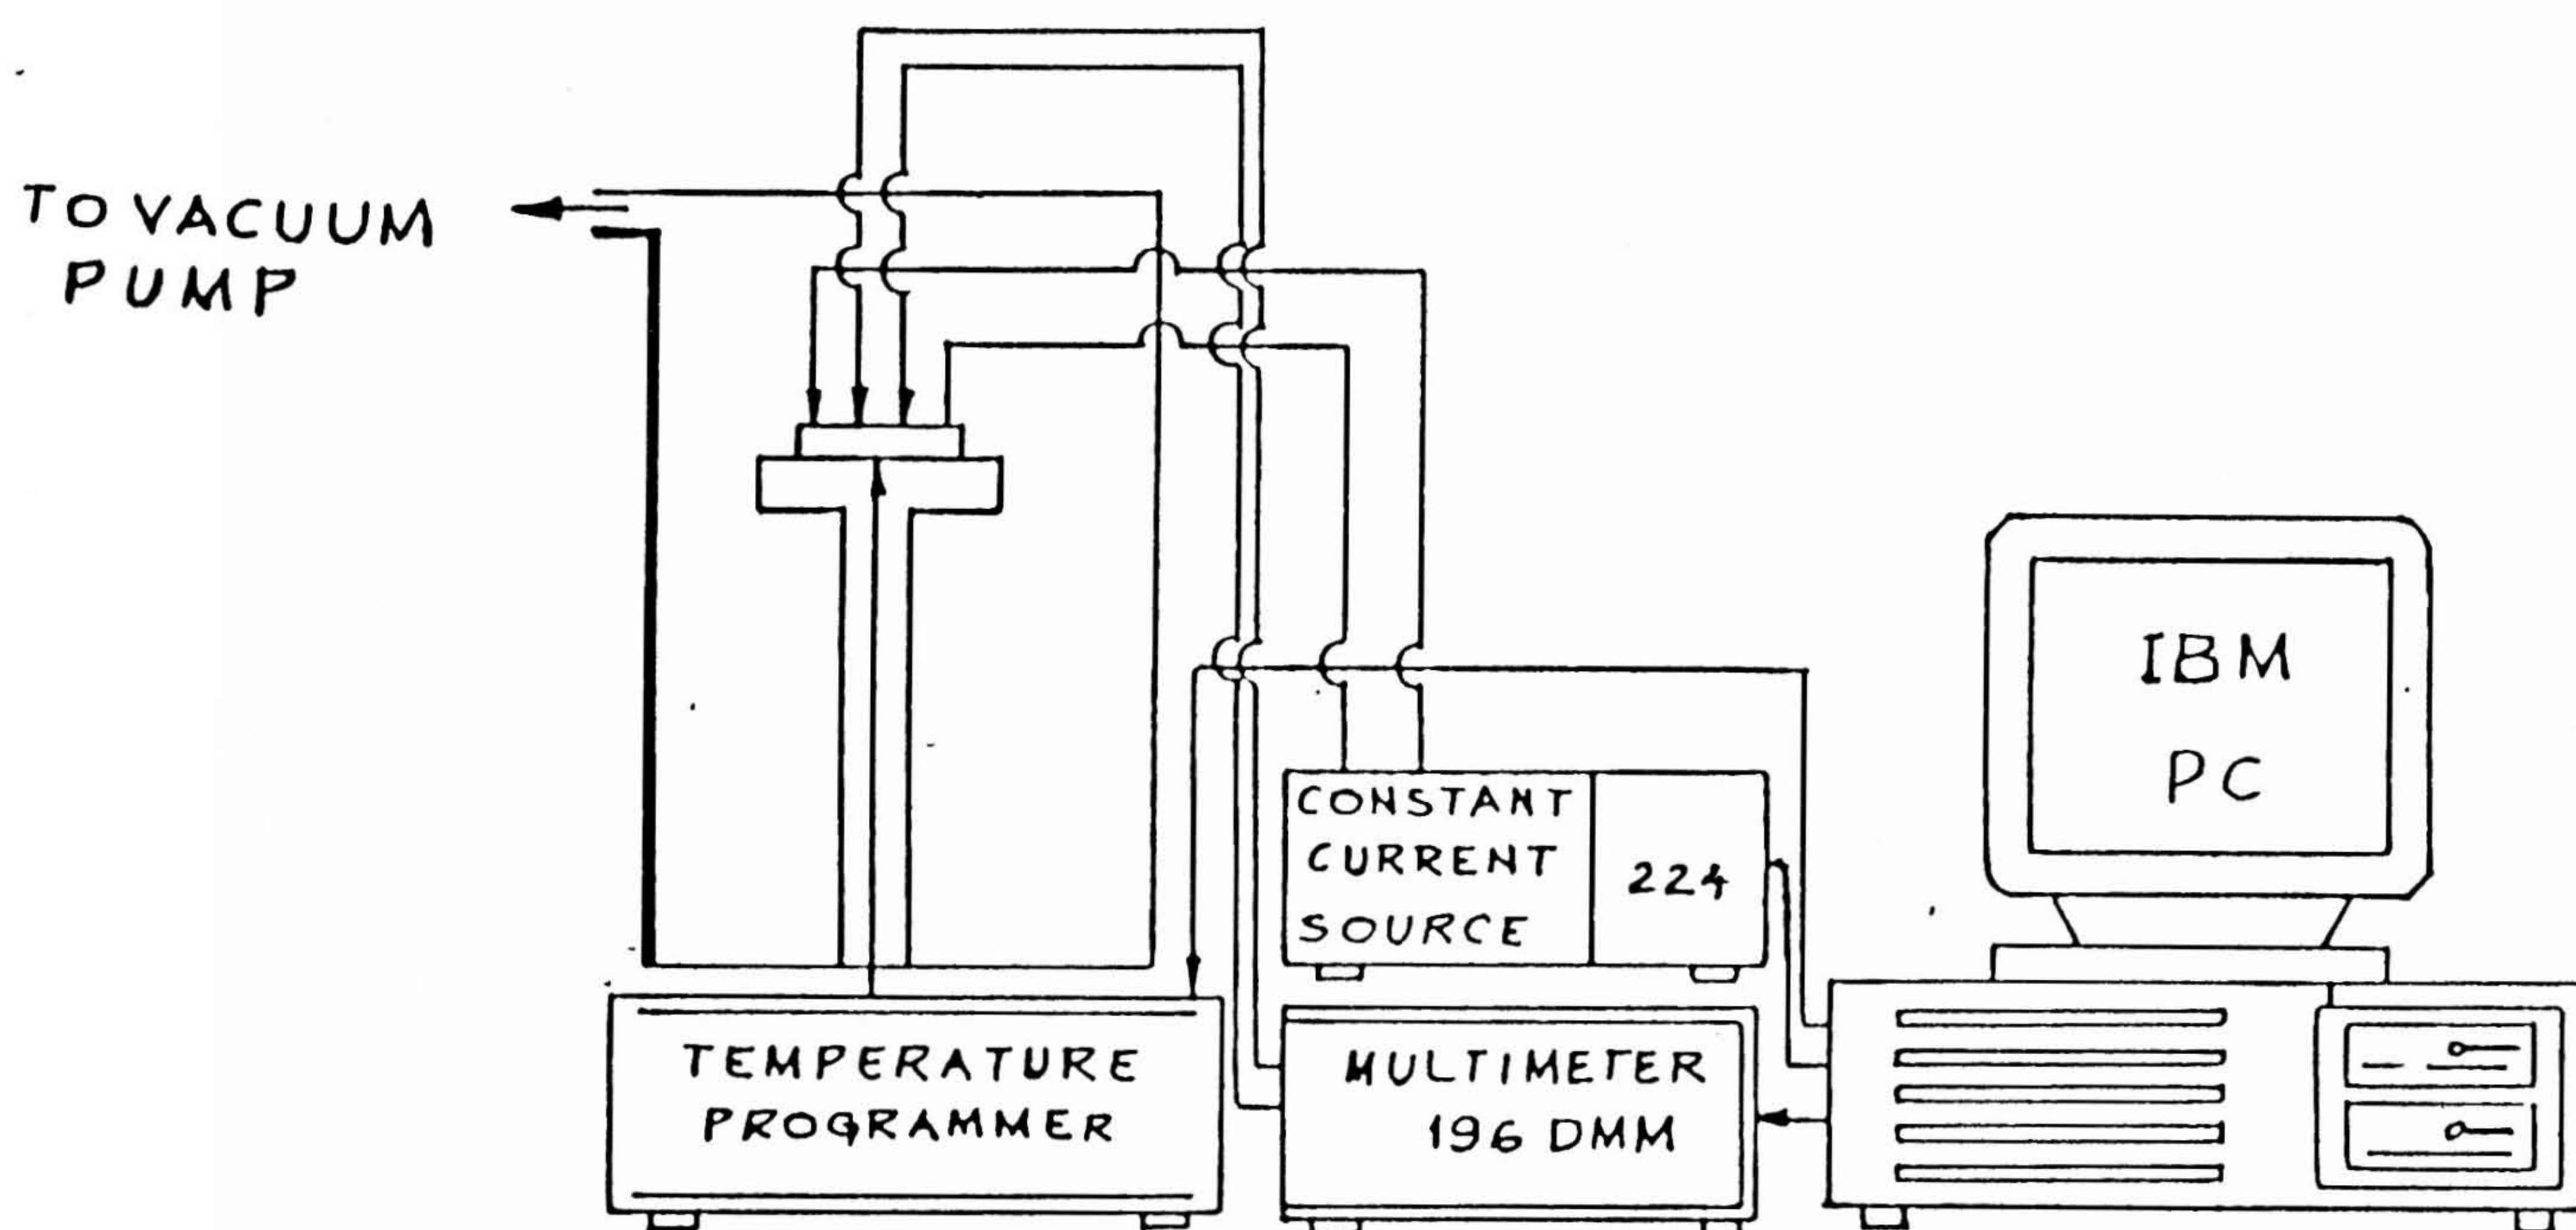 TO VACUUM
PUMP
IBM
PC
CONSTANT
CURRENT
SOURCE
224
TEMPERATURE
PROGRAMMER
MULTIMETER
196 DMM